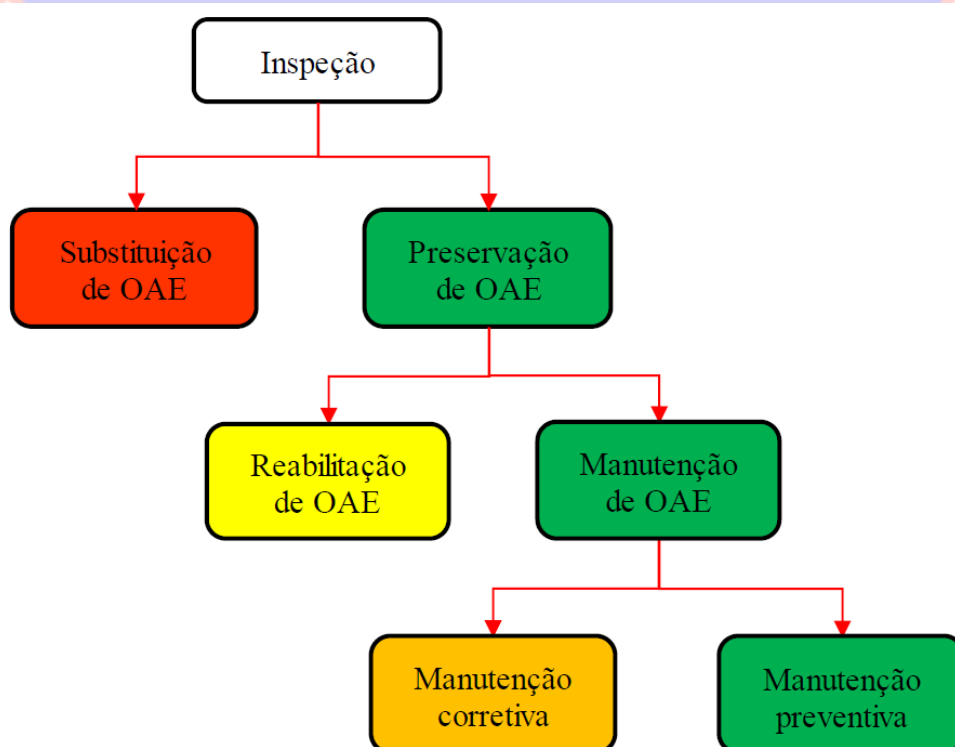 Inspeção
Substituição
de OAE
Preservação
de OAE
Reabilitação
de OAE
Manutenção
de OAE
Manutenção
corretiva
Manutenção
preventiva